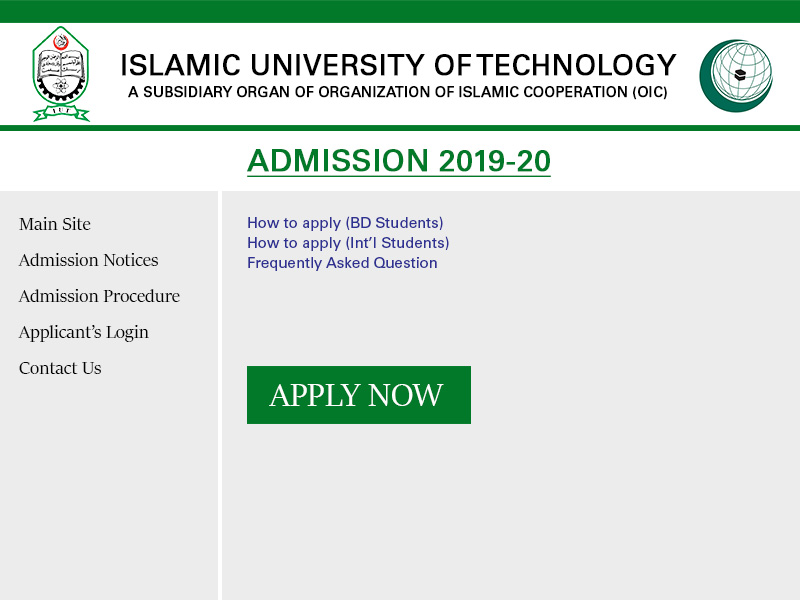 ISLAMIC UNIVERSITY OF TECHNOLOGY
A SUBSIDIARY ORGAN OF ORGANIZATION OF ISLAMIC COOPERATION (OIC)
I U T
ADMISSION 2019-20
Main Site
Admission Notices
Admission Procedure
Applicant's Login
Contact Us
How to apply (BD Students)
How to apply (Int'l Students)
Frequently Asked Question
APPLY NOW